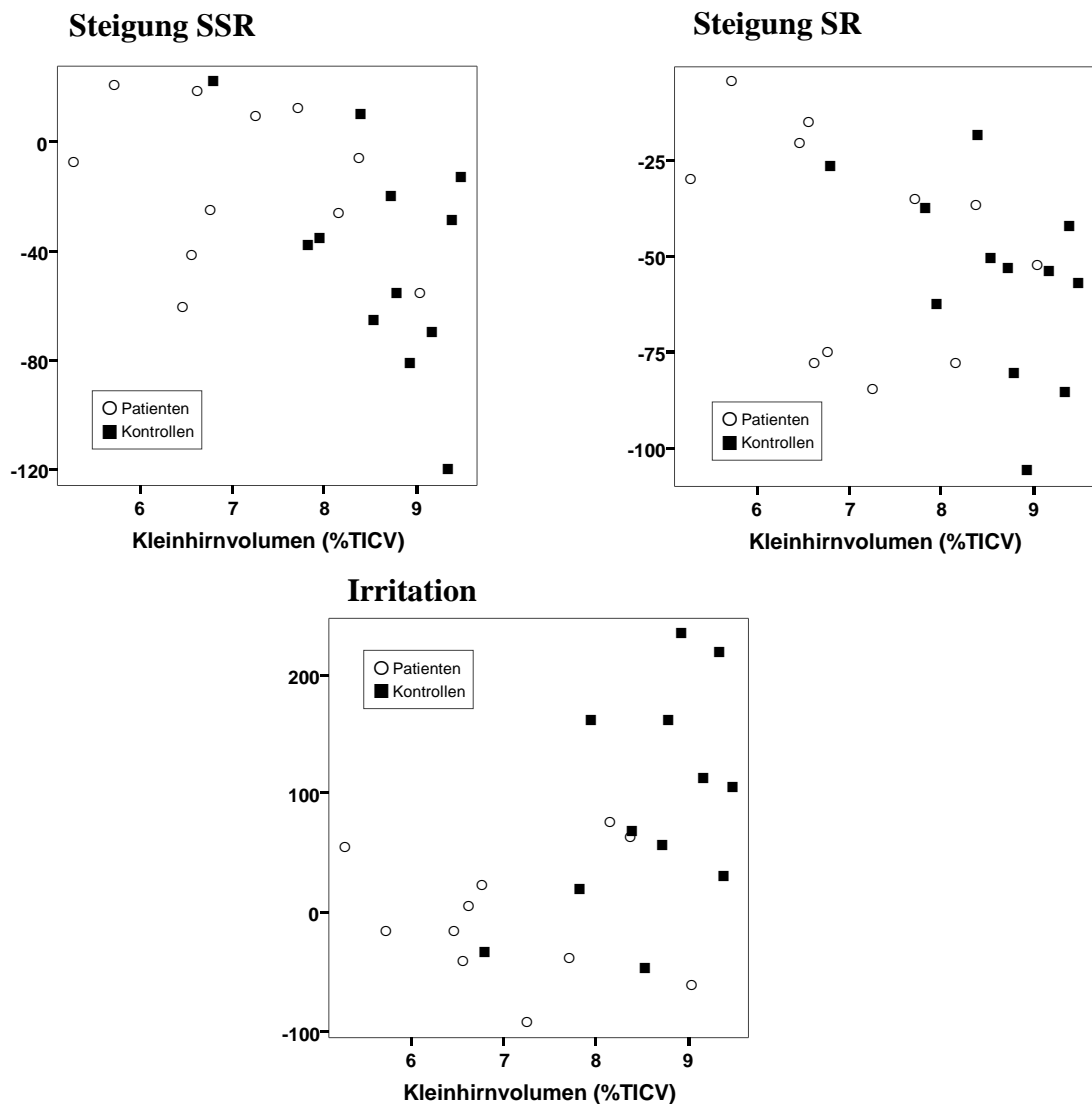 Steigung SSR
0
-40
-80
-120
Patienten
Kontrollen
6 7 8 9
Kleinhirnvolumen (%TICV)
Steigung SR
-25
-50
-75
-100
Patienten
Kontrollen
6 7 8 9
Kleinhirnvolumen (%TICV)
Irritation
200
100
0
-100
Patienten
Kontrollen
6 7 8 9
Kleinhirnvolumen (%TICV)